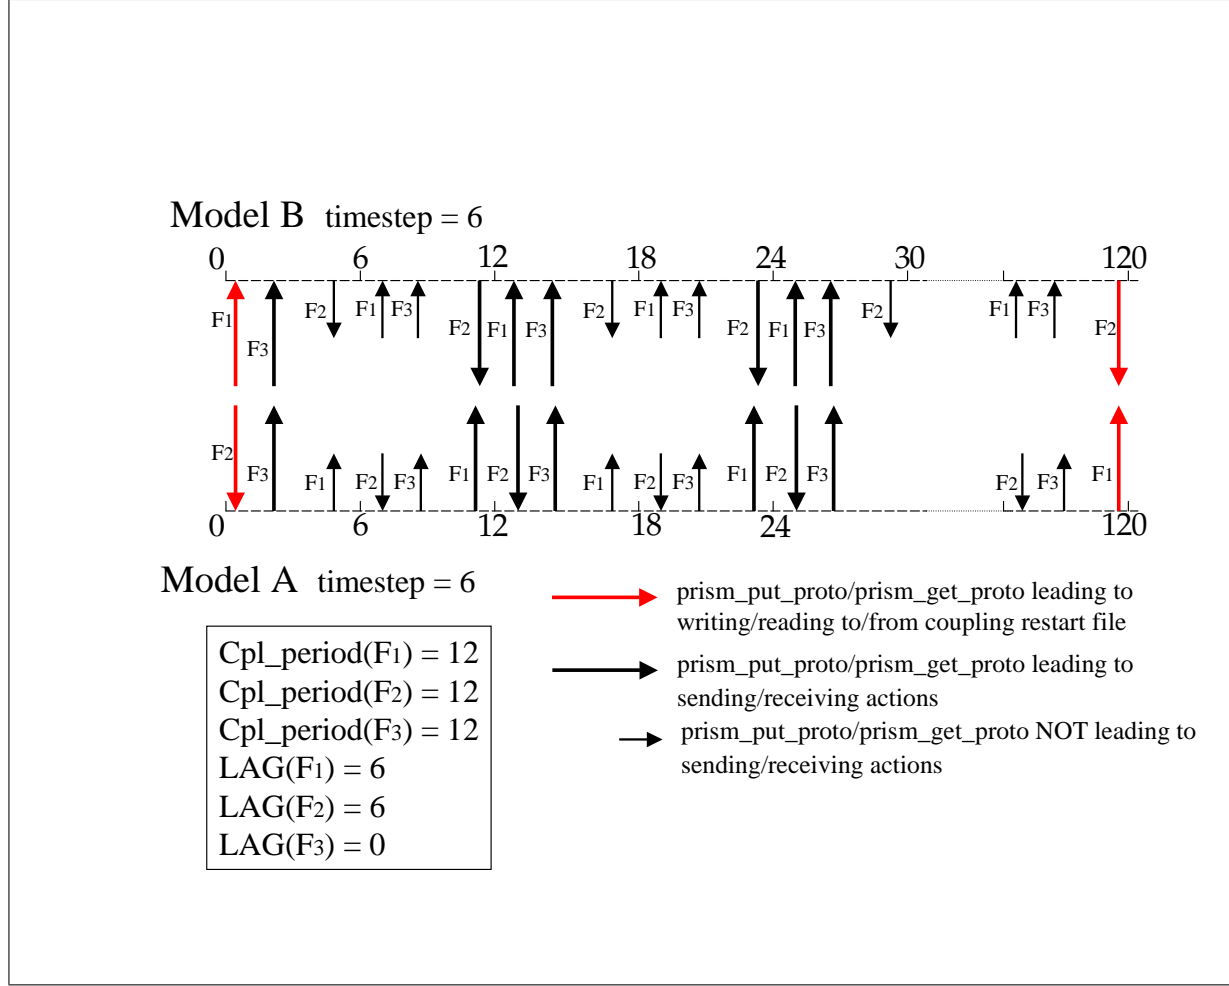 Model B timestep = 6
0 6 12 18 24 30 120
F1 F3 F2 F1 F3 F2 F1 F3 F2 F1 F3 F2 F1 F3 F2 F1 F3 F2
F2 F3 F1 F2 F3 F1 F2 F3 F1 F2 F3 F1 F2 F3 F2 F3 F1
0 6 12 18 24 120
Model A timestep = 6
prism_put_proto/prism_get_proto leading to
writing/reading to/from coupling restart file
prism_put_proto/prism_get_proto leading to
sending/receiving actions
prism_put_proto/prism_get_proto NOT leading to
sending/receiving actions
Cpl_period(F1) = 12
Cpl_period(F2) = 12
Cpl_period(F3) = 12
LAG(F1) = 6
LAG(F2) = 6
LAG(F3) = 0